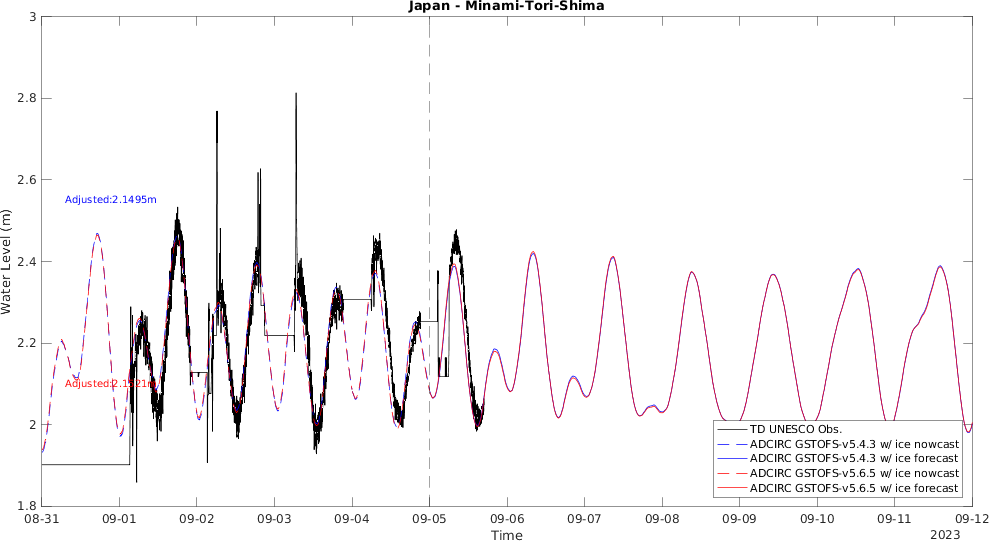 Japan - Minami-Tori-Shima
3
2.8
2.6
2.4
2.2
2
1.8
Water Level (m)
Adjusted:2.1495m
08-31
09-01
09-02
09-03
09-04
09-05
09-06
09-07
09-08
09-09
09-10
09-11
09-12
Time
2023
TD UNESCO Obs.
ADCIRC GSTOFS-v5.4.3 w/ ice nowcast
ADCIRC GSTOFS-v5.4.3 w/ ice forecast
ADCIRC GSTOFS-v5.6.5 w/ ice nowcast
ADCIRC GSTOFS-v5.6.5 w/ ice forecast